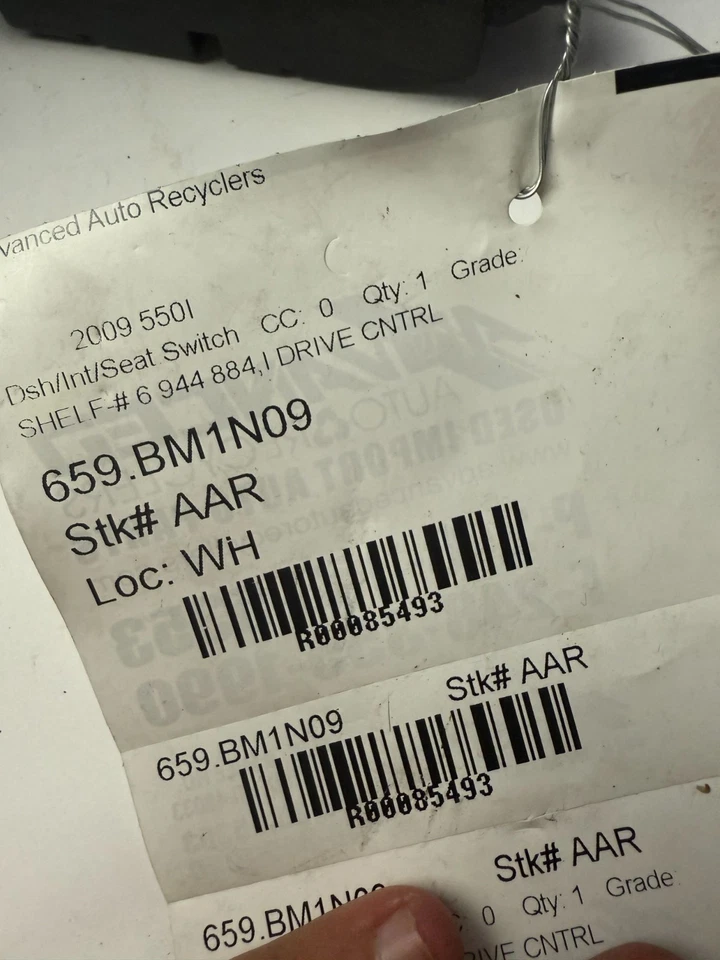 vanced Auto Recyclers
2009 550I
Dsh/Int/Seat Switch CC: 0 Qty: 1 Grade:
SHELF-# 6 944 884,I DRIVE CNTRL
659.BM1N09
Stk# AAR
Loc: WH
R00085493
659.BM1N09 Stk# AAR
R00085493
659.BM1N09 Stk# AAR
0 Qty: 1 Grade:
RIVE CNTRL